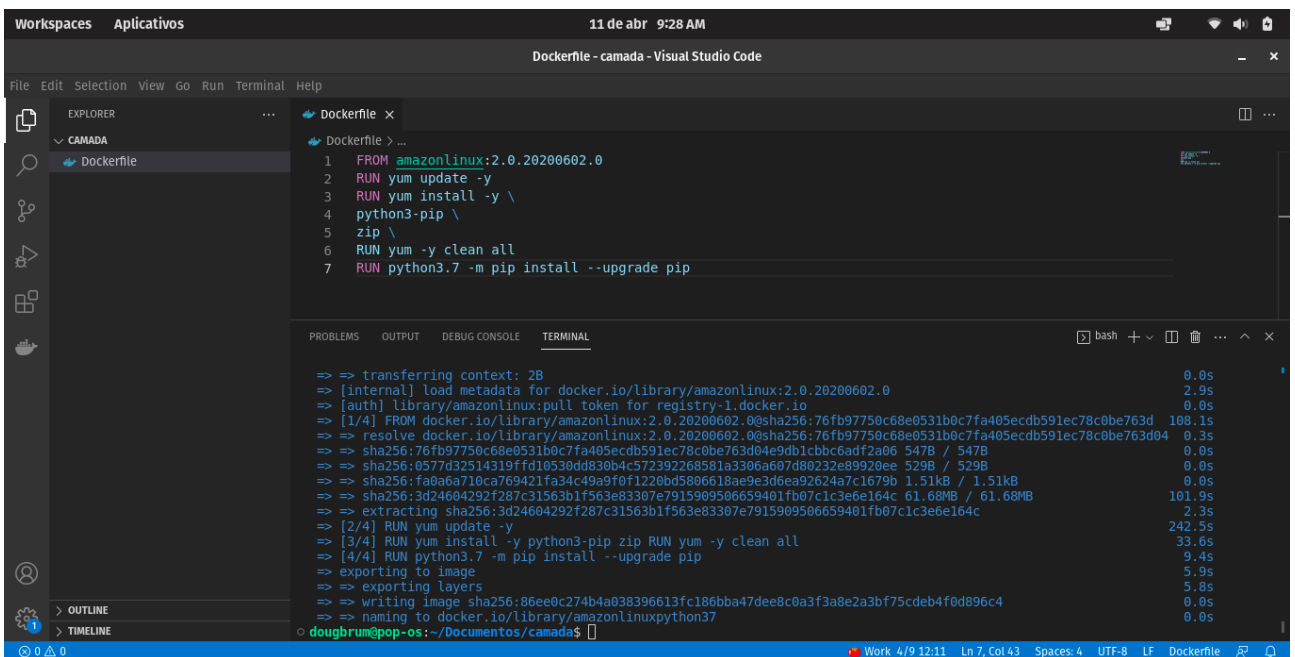 Workspaces Aplicativos 11 de abr 9:28 AM
Dockerfile - camada - Visual Studio Code
File Edit Selection View Go Run Terminal Help
EXPLORER
CAMADA
Dockerfile
Dockerfile
Dockerfile > ...
1 FROM amazonlinux:2.0.20200602.0
2 RUN yum update -y
3 RUN yum install -y \
4 python3-pip \
5 zip \
6 RUN yum -y clean all
7 RUN python3.7 -m pip install --upgrade pip
PROBLEMS OUTPUT DEBUG CONSOLE TERMINAL bash
=> => transferring context: 2B 0.0s
=> [internal] load metadata for docker.io/library/amazonlinux:2.0.20200602.0 2.9s
=> [auth] library/amazonlinux:pull token for registry-1.docker.io 0.0s
=> [1/4] FROM docker.io/library/amazonlinux:2.0.20200602.0@sha256:76fb97750c68e0531b0c7fa405ecdb591ec78c0be763d 108.1s
=> => resolve docker.io/library/amazonlinux:2.0.20200602.0@sha256:76fb97750c68e0531b0c7fa405ecdb591ec78c0be763d04 0.3s
=> => sha256:76fb97750c68e0531b0c7fa405ecdb591ec78c0be763d04e9db1cbbc6adf2a06 547B / 547B 0.0s
=> => sha256:0577d32514319ffd10530dd830b4c572392268581a3306a607d80232e89920ee 529B / 529B 0.0s
=> => sha256:fa0a6a710ca769421fa34c49a9f0f1220bd5806618ae9e3d6ea92624a7c1679b 1.51kB / 1.51kB 0.0s
=> => sha256:3d24604292f287c31563b1f563e83307e7915909506659401fb07c1c3e6e164c 61.68MB / 61.68MB 101.9s
=> => extracting sha256:3d24604292f287c31563b1f563e83307e7915909506659401fb07c1c3e6e164c 2.3s
=> [2/4] RUN yum update -y 242.5s
=> [3/4] RUN yum install -y python3-pip zip RUN yum -y clean all 33.6s
=> [4/4] RUN python3.7 -m pip install --upgrade pip 9.4s
=> exporting to image 5.9s
=> => exporting layers 5.8s
=> => writing image sha256:86ee0c274b4a038396613fc186bba47dee8c0a3f3a8e2a3bf75cdeb4f0d896c4 0.0s
=> => naming to docker.io/library/amazonlinuxpython37 0.0s
dougbrum@pop-os:~/Documentos/camada$
OUTLINE
TIMELINE
1
0 0 Work 4/9 12:11 Ln 7, Col 43 Spaces: 4 UTF-8 LF Dockerfile